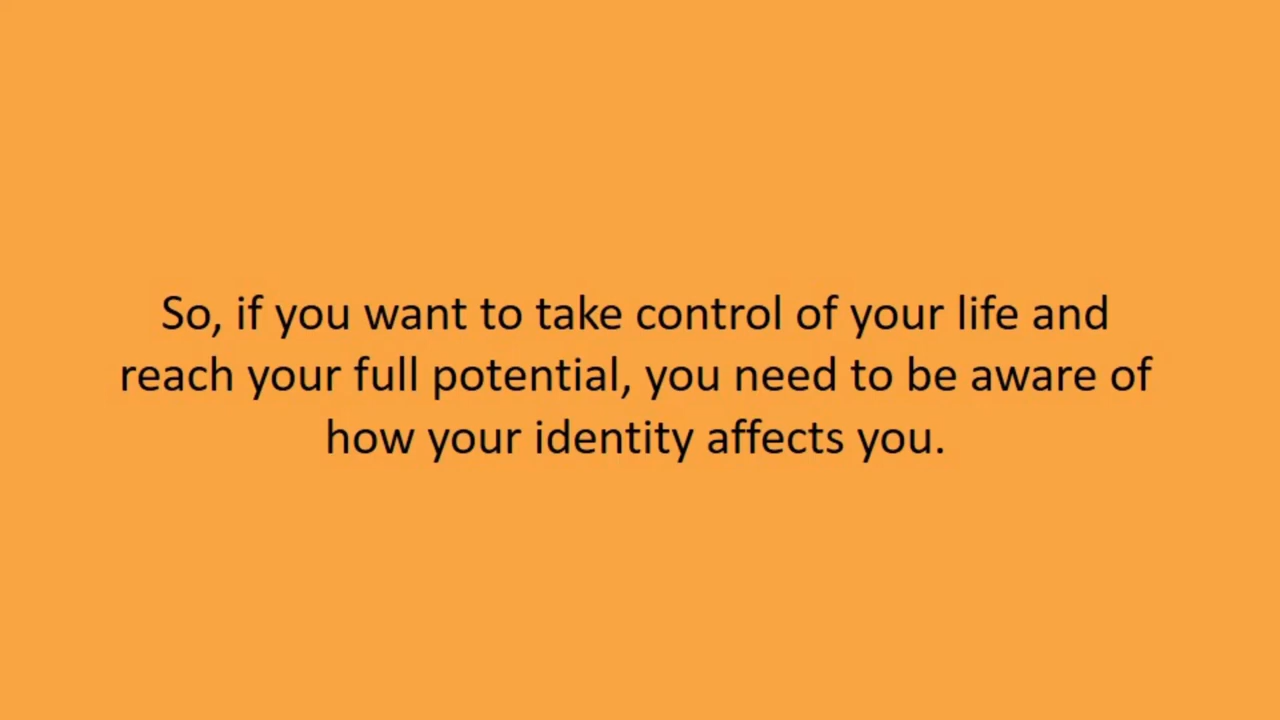 So, if you want to take control of your life and
reach your full potential, you need to be aware of
how your identity affects you.